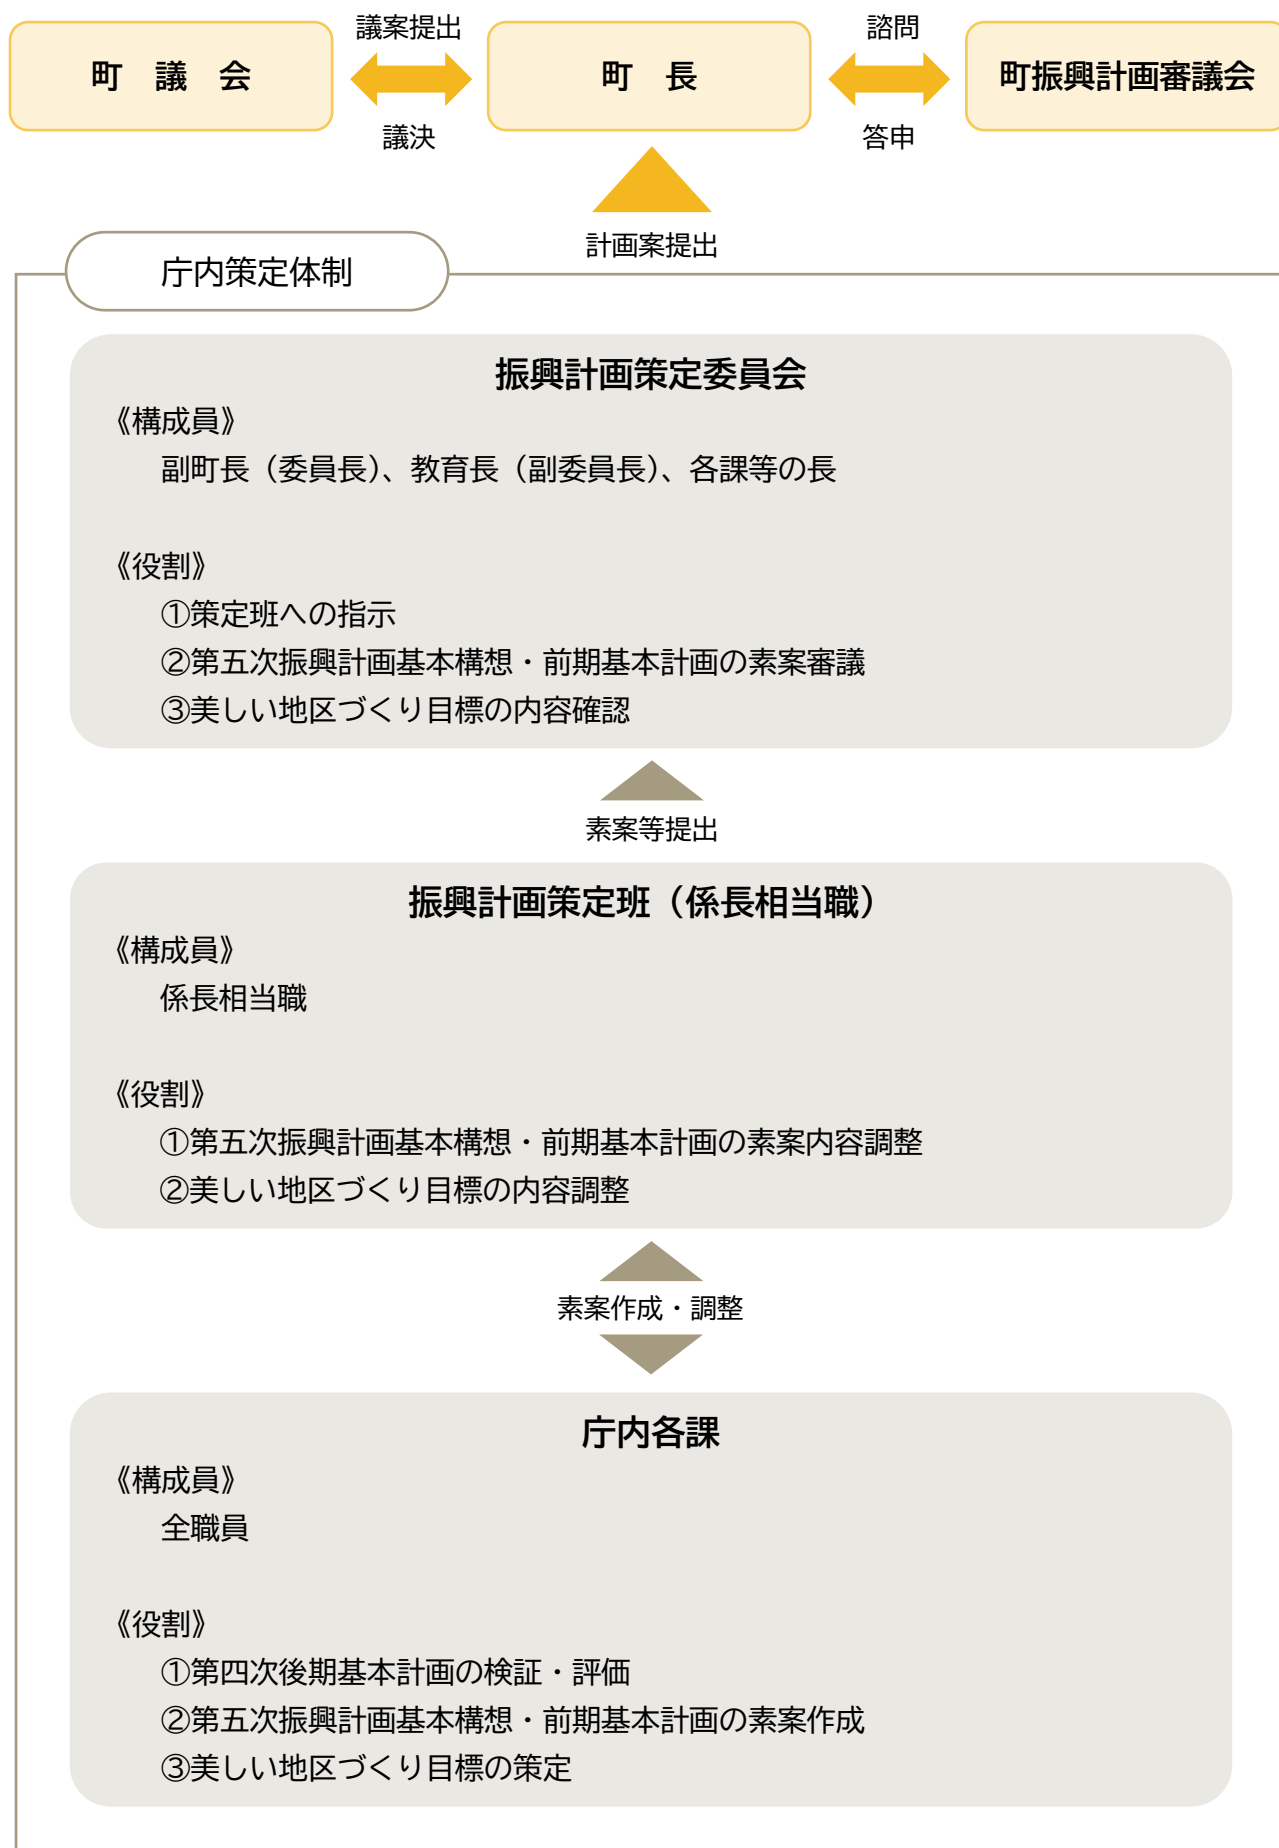 議案提出
諮問
町 議 会
町 長
町振興計画審議会
議決
答申
計画案提出
庁内策定体制
振興計画策定委員会
《構成員》
副町長（委員長）、教育長（副委員長）、各課等の長
《役割》
①策定班への指示
②第五次振興計画基本構想・前期基本計画の素案審議
③美しい地区づくり目標の内容確認
素案等提出
振興計画策定班（係長相当職）
《構成員》
係長相当職
《役割》
①第五次振興計画基本構想・前期基本計画の素案内容調整
②美しい地区づくり目標の内容調整
素案作成・調整
庁内各課
《構成員》
全職員
《役割》
①第四次後期基本計画の検証・評価
②第五次振興計画基本構想・前期基本計画の素案作成
③美しい地区づくり目標の策定